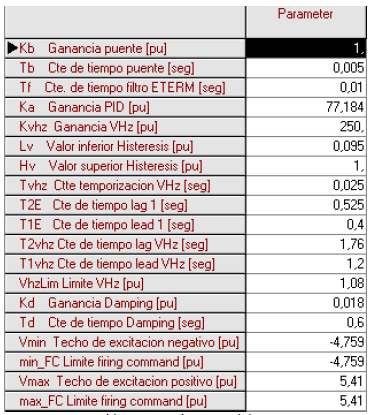 Parameter
Kb Ganancia puente [pu] 1,
Tb Cte de tiempo puente [seg] 0,005
Tf Cte. de tiempo filtro ETERM [seg] 0,01
Ka Ganancia PID [pu] 77,184
Kvhz Ganancia VHz [pu] 250,
Lv Valor inferior Histeresis [pu] 0,095
Hv Valor superior Histeresis [pu] 1,
Tvhz Ctte temporizacion VHz [seg] 0,025
T2E Cte de tiempo lag 1 [seg] 0,525
T1E Cte de tiempo lead 1 [seg] 0,4
T2vhz Cte de tiempo lag VHz [seg] 1,76
T1vhz Cte de tiempo lead VHz [seg] 1,2
VhzLim Limite VHz [pu] 1,08
Kd Ganancia Damping [pu] 0,018
Td Cte de tiempo Damping [seg] 0,6
Vmin Techo de excitacion negativo [pu] -4,759
min_FC Limite firing command [pu] -4,759
Vmax Techo de excitacion positivo [pu] 5,41
max_FC Limite firing command [pu] 5,41